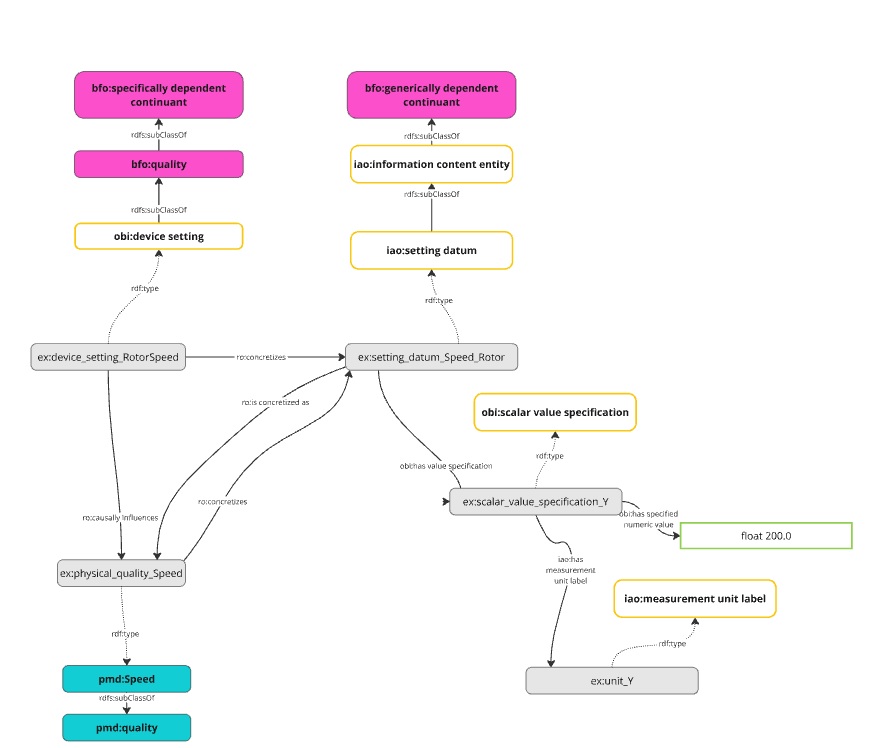 bfo:specifically dependent
continuant
bfo:generically dependent
continuant
rdfs:subClassOf
rdfs:subClassOf
bfo:quality
iao:information content entity
rdfs:subClassOf
rdfs:subClassOf
obi:device setting
iao:setting datum
rdf:type
rdf:type
ex:device_setting_RotorSpeed
ro:concretizes
ex:setting_datum_Speed_Rotor
ro:is concretized as
obi:scalar value specification
rdf:type
obi:has value specification
ro:concretizes
ex:scalar_value_specification_Y
ro:causally influences
obi:has specified
numeric value
float 200.0
iao:has
measurement
unit label
ex:physical_quality_Speed
iao:measurement unit label
rdf:type
rdf:type
pmd:Speed
ex:unit_Y
rdfs:subClassOf
pmd:quality